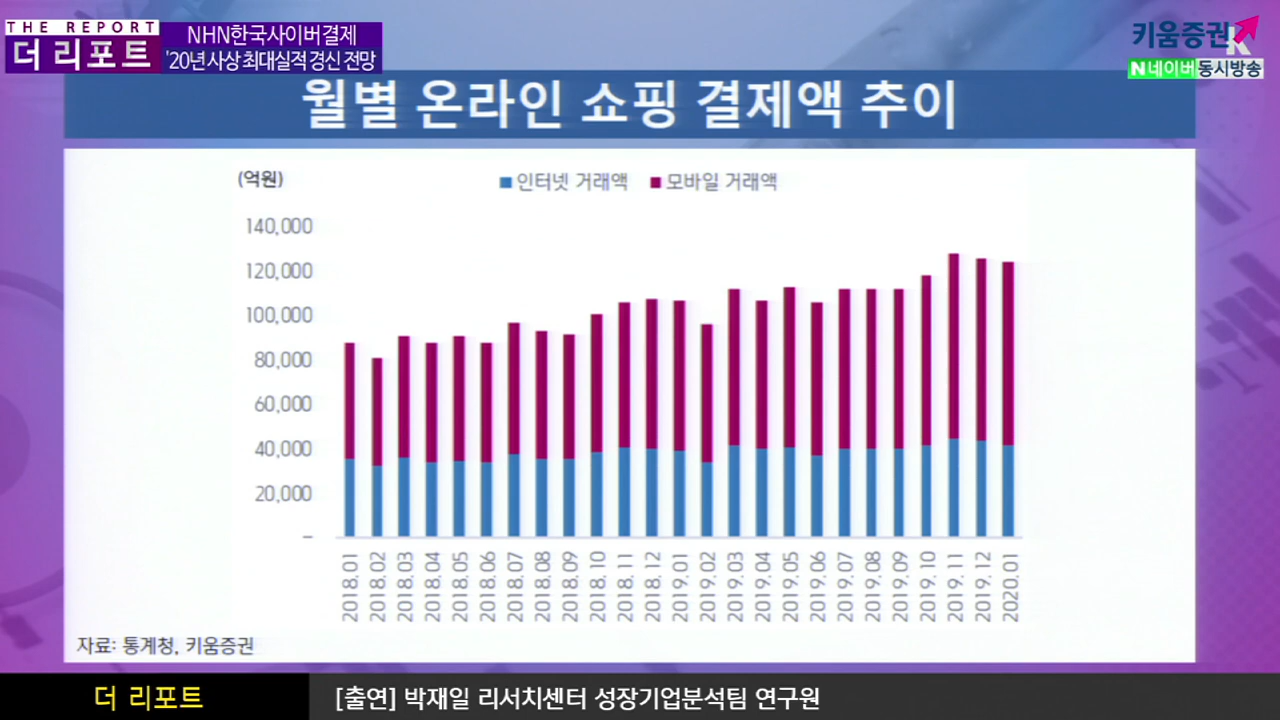 THE REPORT
더 리포트
NHN한국사이버결제
'20년 사상 최대실적 경신 전망
키움증권
K
N 네이버 동시방송
월별 온라인 쇼핑 결제액 추이
(억원)
인터넷 거래액 모바일 거래액
140,000
120,000
100,000
80,000
60,000
40,000
20,000
–
2018.01 2018.02 2018.03 2018.04 2018.05 2018.06 2018.07 2018.08 2018.09 2018.10 2018.11 2018.12 2019.01 2019.02 2019.03 2019.04 2019.05 2019.06 2019.07 2019.08 2019.09 2019.10 2019.11 2019.12 2020.01
자료: 통계청, 키움증권
더 리포트
[출연] 박재일 리서치센터 성장기업분석팀 연구원